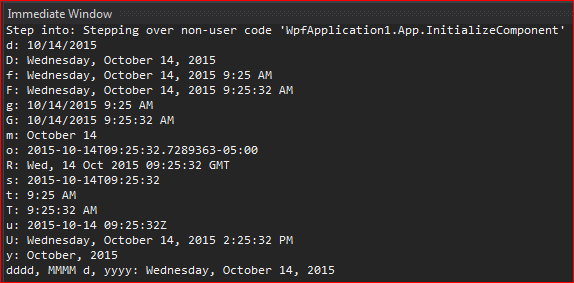 Immediate Window
Step into: Stepping over non-user code 'WpfApplication1.App.InitializeComponent'
d: 10/14/2015
D: Wednesday, October 14, 2015
f: Wednesday, October 14, 2015 9:25 AM
F: Wednesday, October 14, 2015 9:25:32 AM
g: 10/14/2015 9:25 AM
G: 10/14/2015 9:25:32 AM
m: October 14
o: 2015-10-14T09:25:32.7289363-05:00
R: Wed, 14 Oct 2015 09:25:32 GMT
s: 2015-10-14T09:25:32
t: 9:25 AM
T: 9:25:32 AM
u: 2015-10-14 09:25:32Z
U: Wednesday, October 14, 2015 2:25:32 PM
y: October, 2015
dddd, MMMM d, yyyy: Wednesday, October 14, 2015